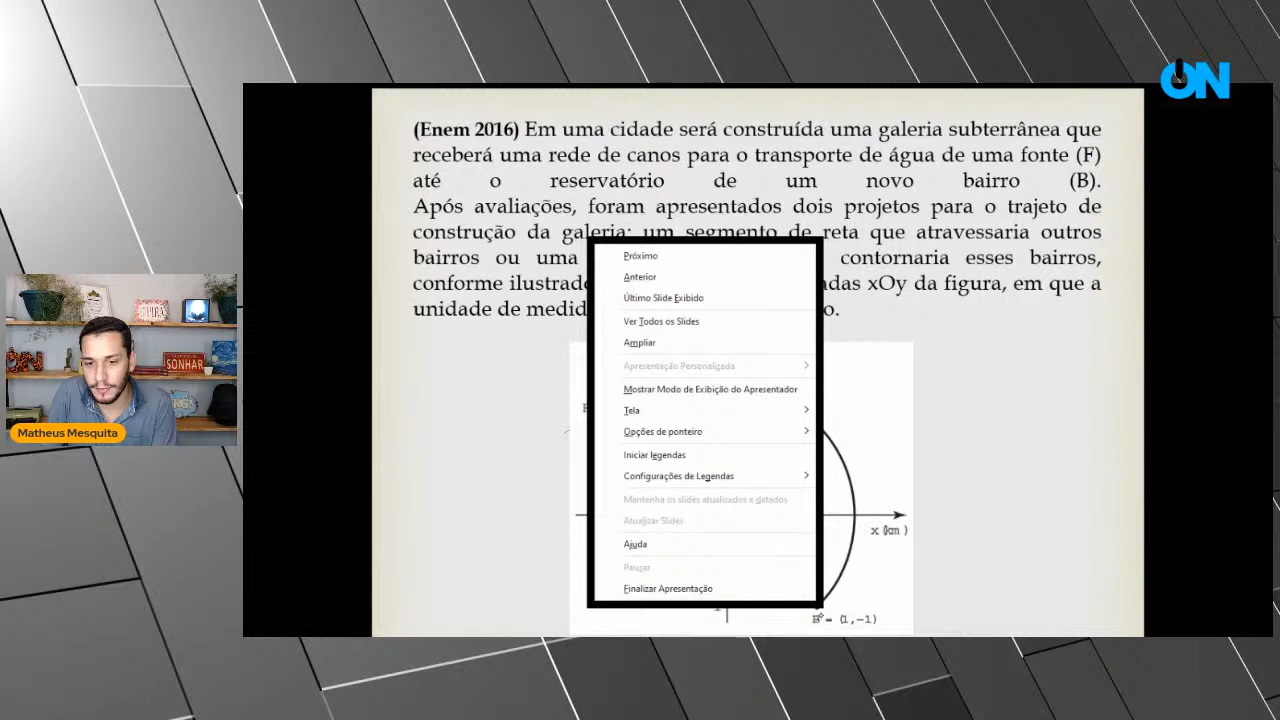 ON
(Enem 2016) Em uma cidade será construída uma galeria subterrânea que
receberá uma rede de canos para o transporte de água de uma fonte (F)
até o reservatório de um novo bairro (B).
Após avaliações, foram apresentados dois projetos para o trajeto de
construção da galeria: um segmento de reta que atravessaria outros
bairros ou uma contornaria esses bairros,
conforme ilustrado xOy da figura, em que a
unidade de
Próximo
Anterior
Último Slide Exibido
Ver Todos os Slides
Ampliar
Apresentação Personalizada
Mostrar Modo de Exibição do Apresentador
Tela
Opções de ponteiro
Iniciar legendas
Configurações de Legendas
Mantenha os slides atualizados e datados
Atualizar Slides
Ajuda
Pausar
Finalizar Apresentação
x (km)
B = (1,-1)
SONHAR
OMG!
Matheus Mesquita